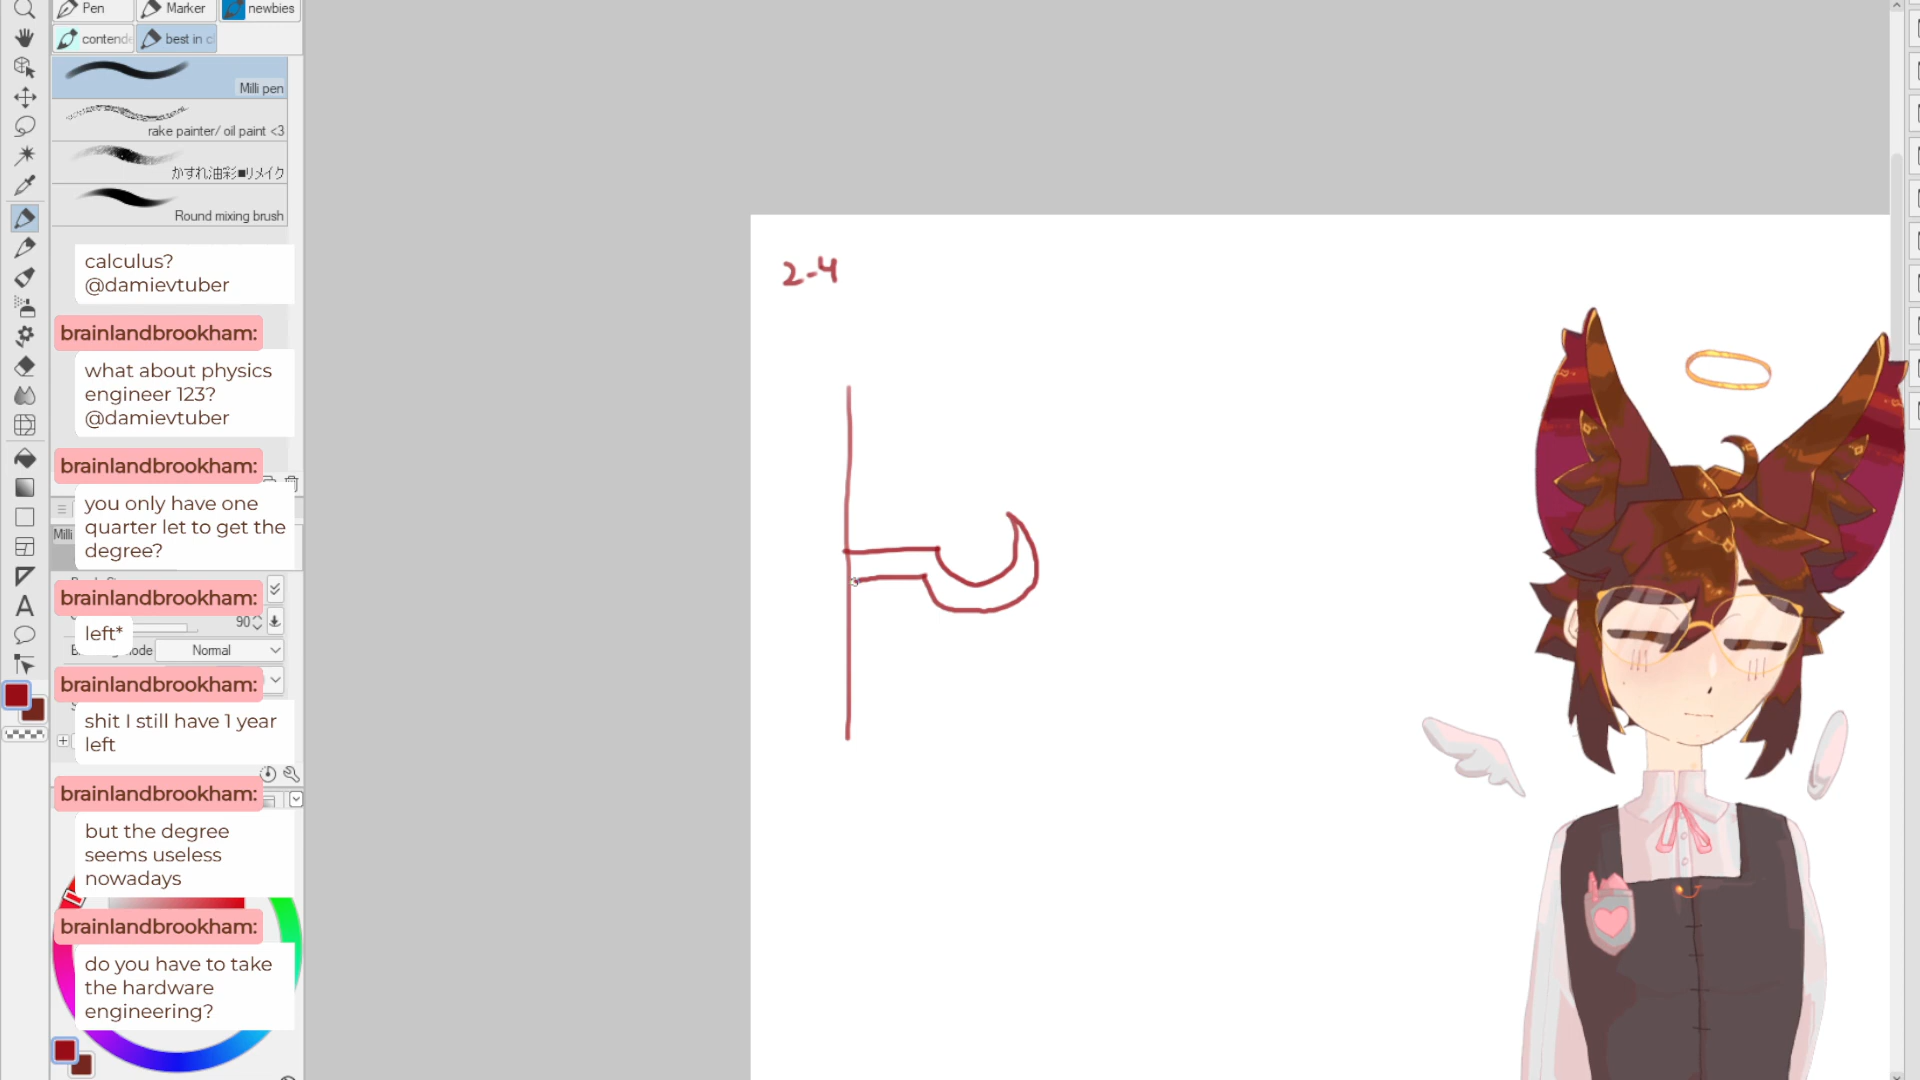 Pen
Marker
newbies
contend
best in c
Milli pen
rake painter/ oil paint <3
かすれ油彩■リメイク
Round mixing brush
calculus?
@damievtuber
brainlandbrookham:
what about physics
engineer 123?
@damievtuber
brainlandbrookham:
you only have one
quarter let to get the
degree?
Milli
brainlandbrookham:
left*
90
Normal
brainlandbrookham:
shit I still have 1 year
left
brainlandbrookham:
but the degree
seems useless
nowadays
brainlandbrookham:
do you have to take
the hardware
engineering?
2-4